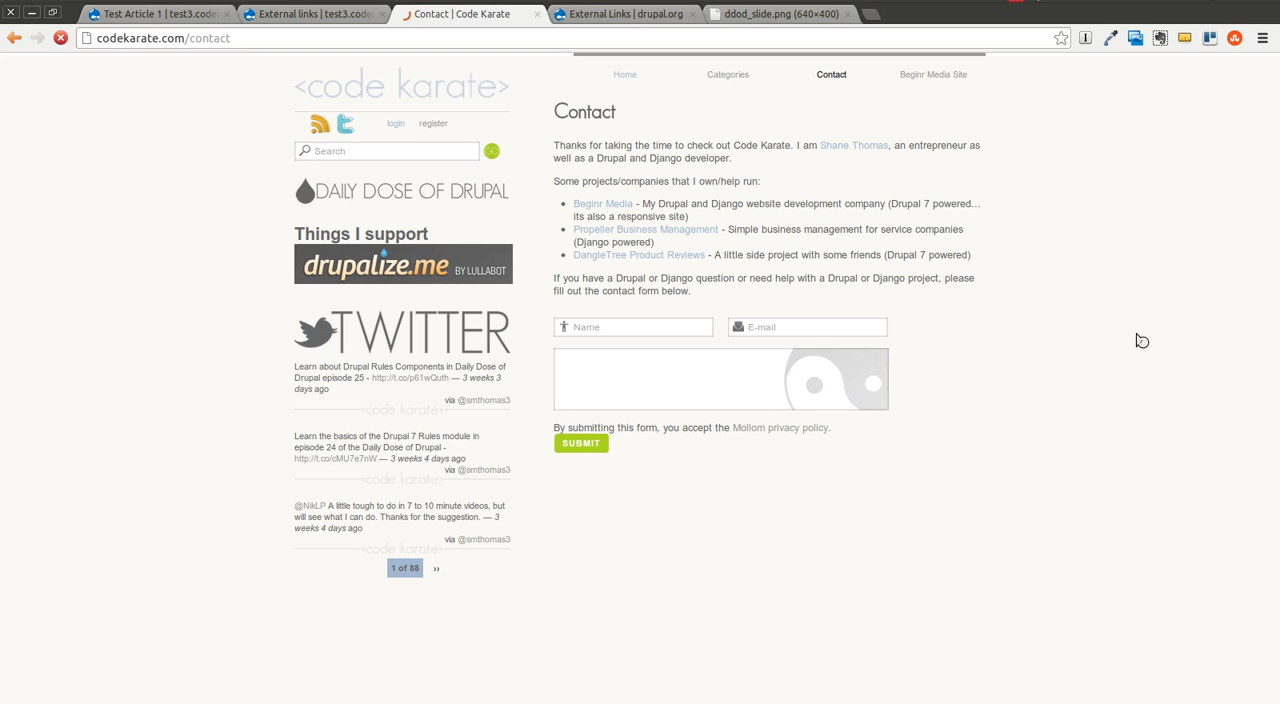 Test Article 1 | test3.codel
External links | test3.codel
Contact | Code Karate
External Links | drupal.org
ddod_slide.png (640×400)
codekarate.com/contact
<code karate>
login register
Search
GO
DAILY DOSE OF DRUPAL
Things I support
drupalize.me BY LULLABOT
TWITTER
Learn about Drupal Rules Components in Daily Dose of
Drupal episode 25 - http://t.co/p61wQuth — 3 weeks 3
days ago
via @smthomas3
<code karate>
Learn the basics of the Drupal 7 Rules module in
episode 24 of the Daily Dose of Drupal -
http://t.co/cMU7e7nW — 3 weeks 4 days ago
via @smthomas3
<code karate>
@NikLP A little tough to do in 7 to 10 minute videos, but
will see what I can do. Thanks for the suggestion. — 3
weeks 4 days ago
via @smthomas3
<code karate>
1 of 88 ››
Home Categories Contact Beginr Media Site
Contact
Thanks for taking the time to check out Code Karate. I am Shane Thomas, an entrepreneur as
well as a Drupal and Django developer.
Some projects/companies that I own/help run:
• Beginr Media - My Drupal and Django website development company (Drupal 7 powered...
its also a responsive site)
• Propeller Business Management - Simple business management for service companies
(Django powered)
• DangleTree Product Reviews - A little side project with some friends (Drupal 7 powered)
If you have a Drupal or Django question or need help with a Drupal or Django project, please
fill out the contact form below.
Name
E-mail
By submitting this form, you accept the Mollom privacy policy.
SUBMIT